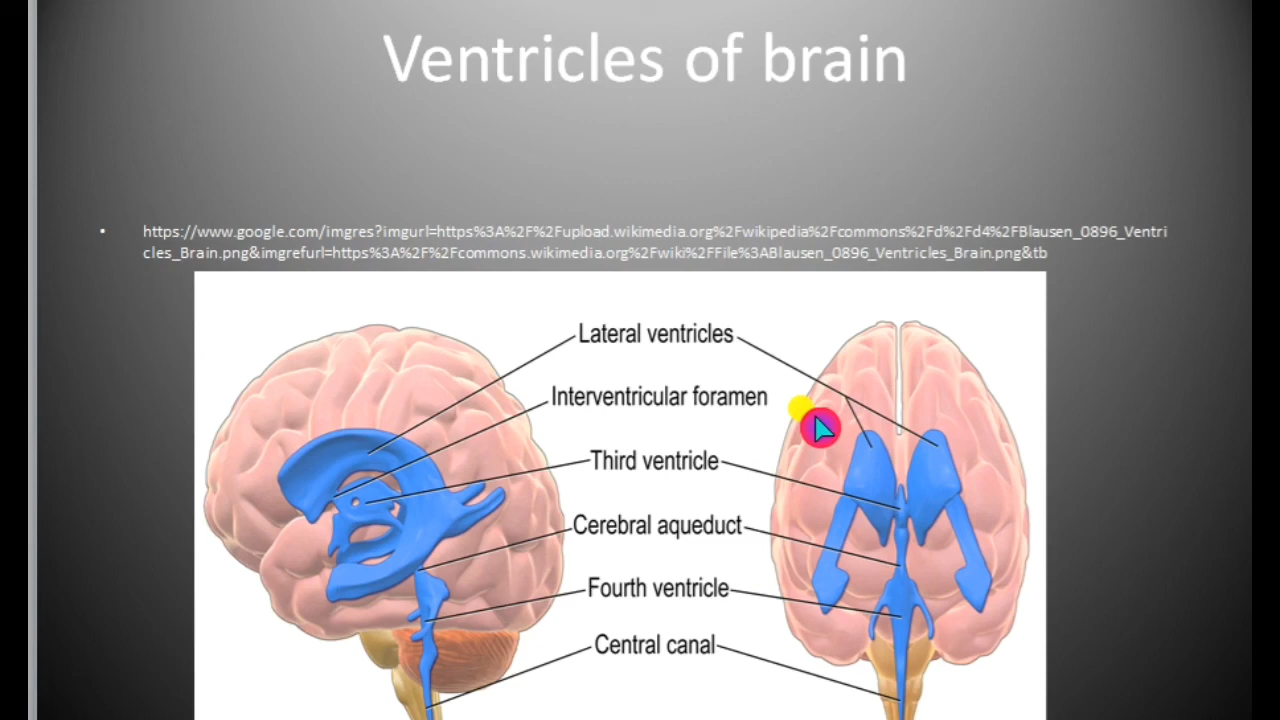 Ventricles of brain
• https://www.google.com/imgres?imgurl=https%3A%2F%2Fupload.wikimedia.org%2Fwikipedia%2Fcommons%2Fd%2Fd4%2FBlausen_0896_Ventri
cles_Brain.png&imgrefurl=https%3A%2F%2Fcommons.wikimedia.org%2Fwiki%2FFile%3ABlausen_0896_Ventricles_Brain.png&tb
Lateral ventricles
Interventricular foramen
Third ventricle
Cerebral aqueduct
Fourth ventricle
Central canal